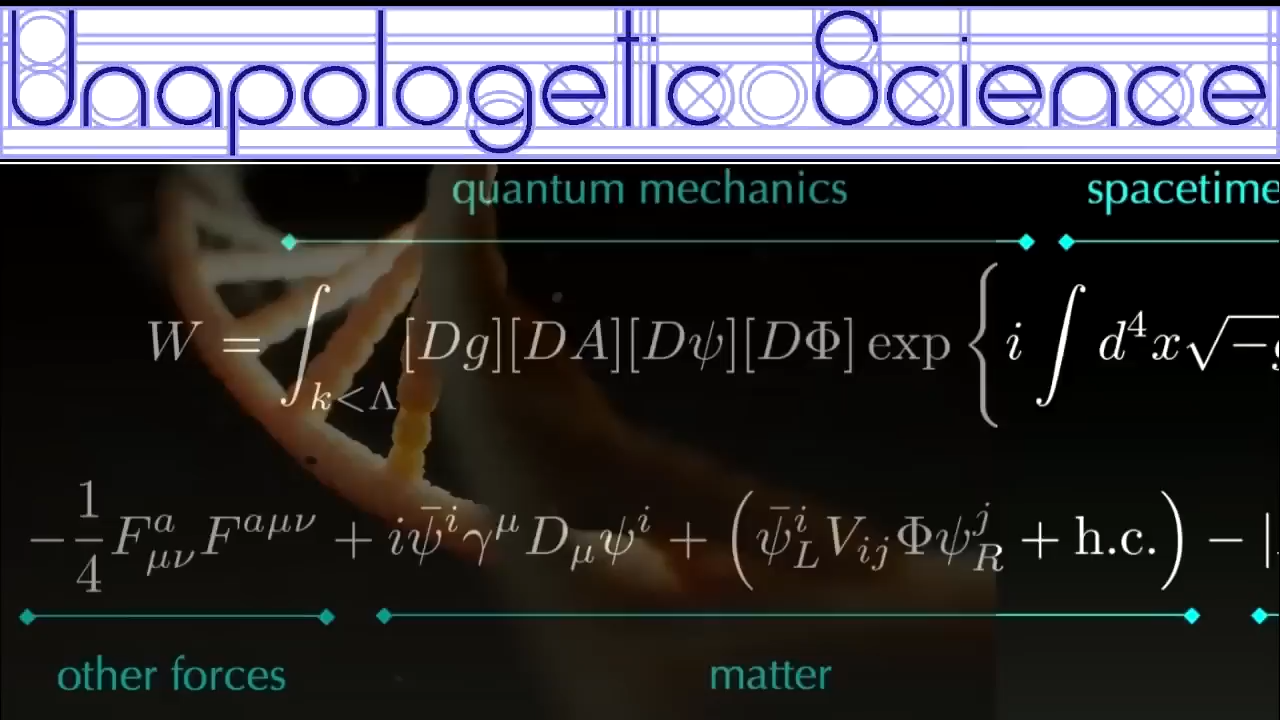 Unapologetic Science
quantum mechanics spacetime
W = ∫_{k<Λ} [Dg][DA][Dψ][DΦ] exp { i ∫ d⁴x √−g
−1/4 F^a_{μν} F^{aμν} + i ψ̄^i γ^μ D_μ ψ^i + ( ψ̄^i_L V_{ij} Φ ψ^j_R + h.c. ) − |
other forces matter